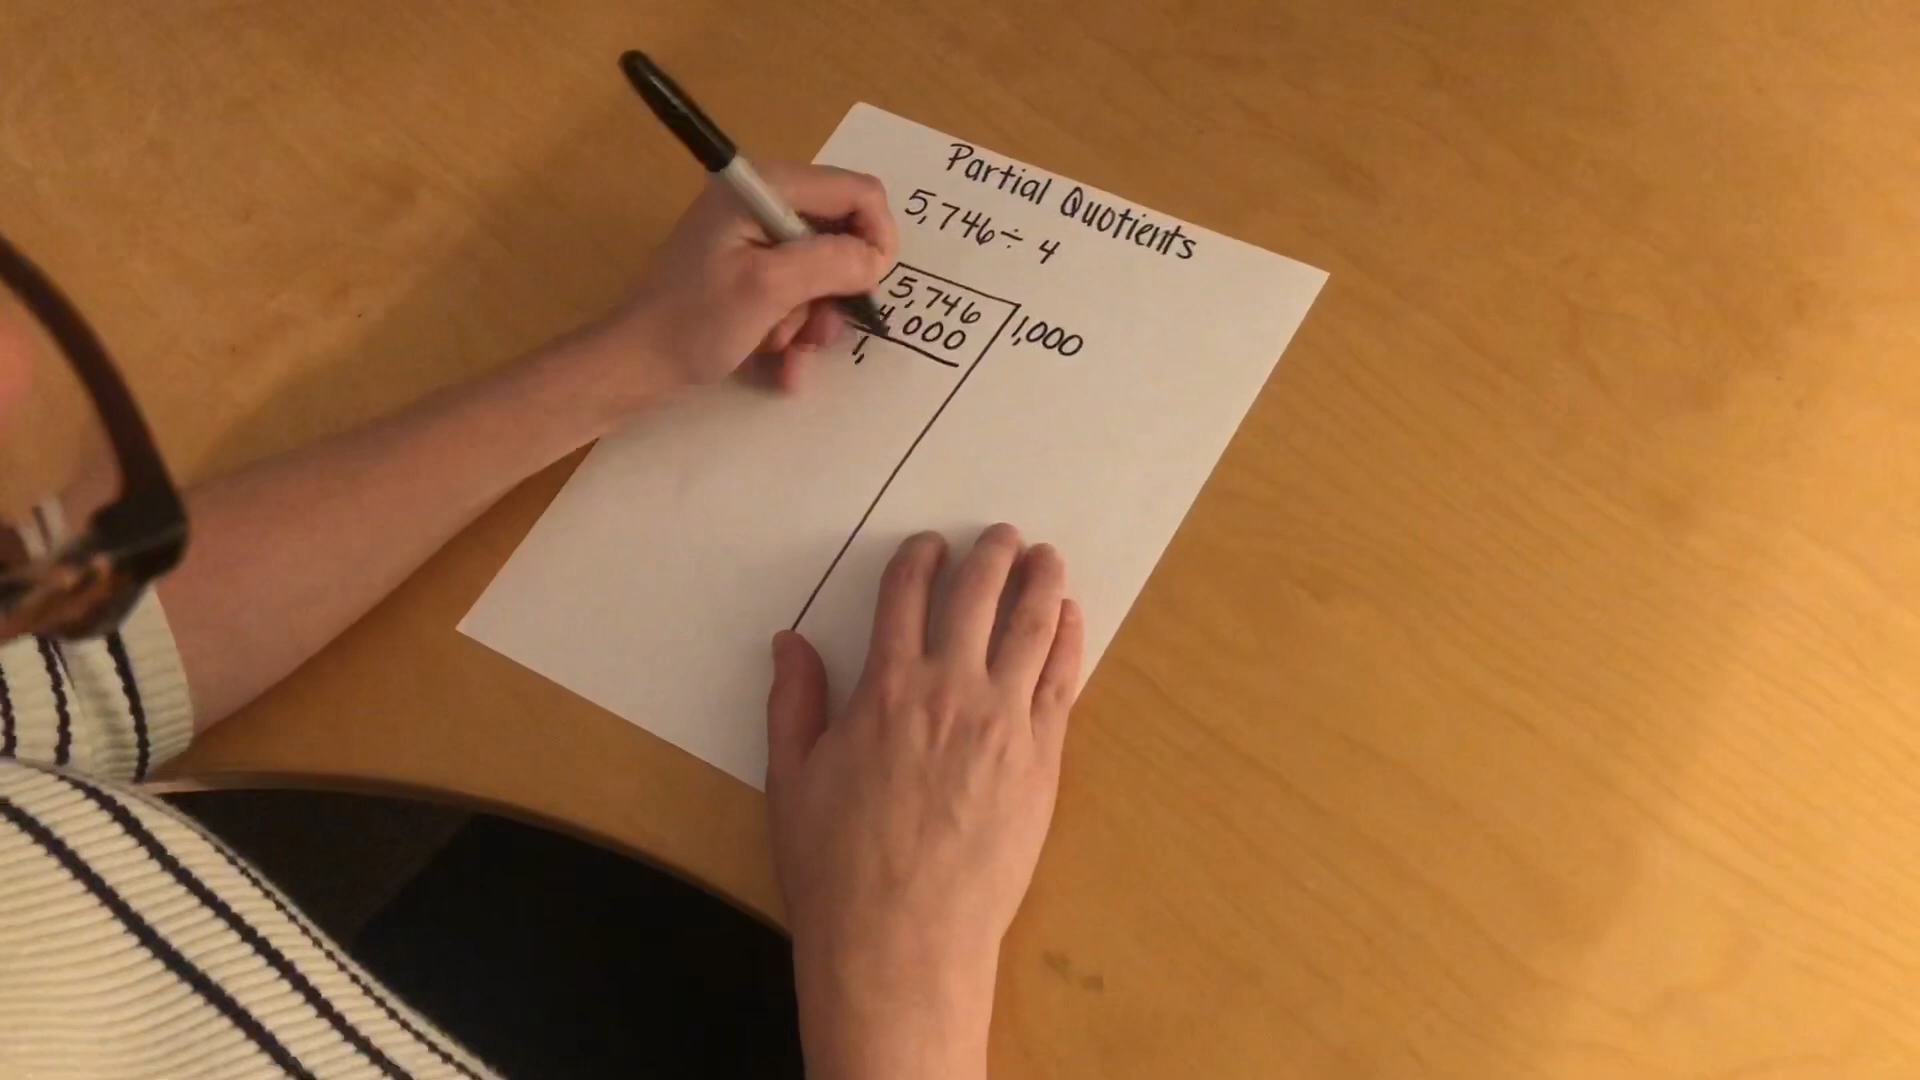 Partial Quotients
5,746 ÷ 4
5,746
4,000 1,000
1,